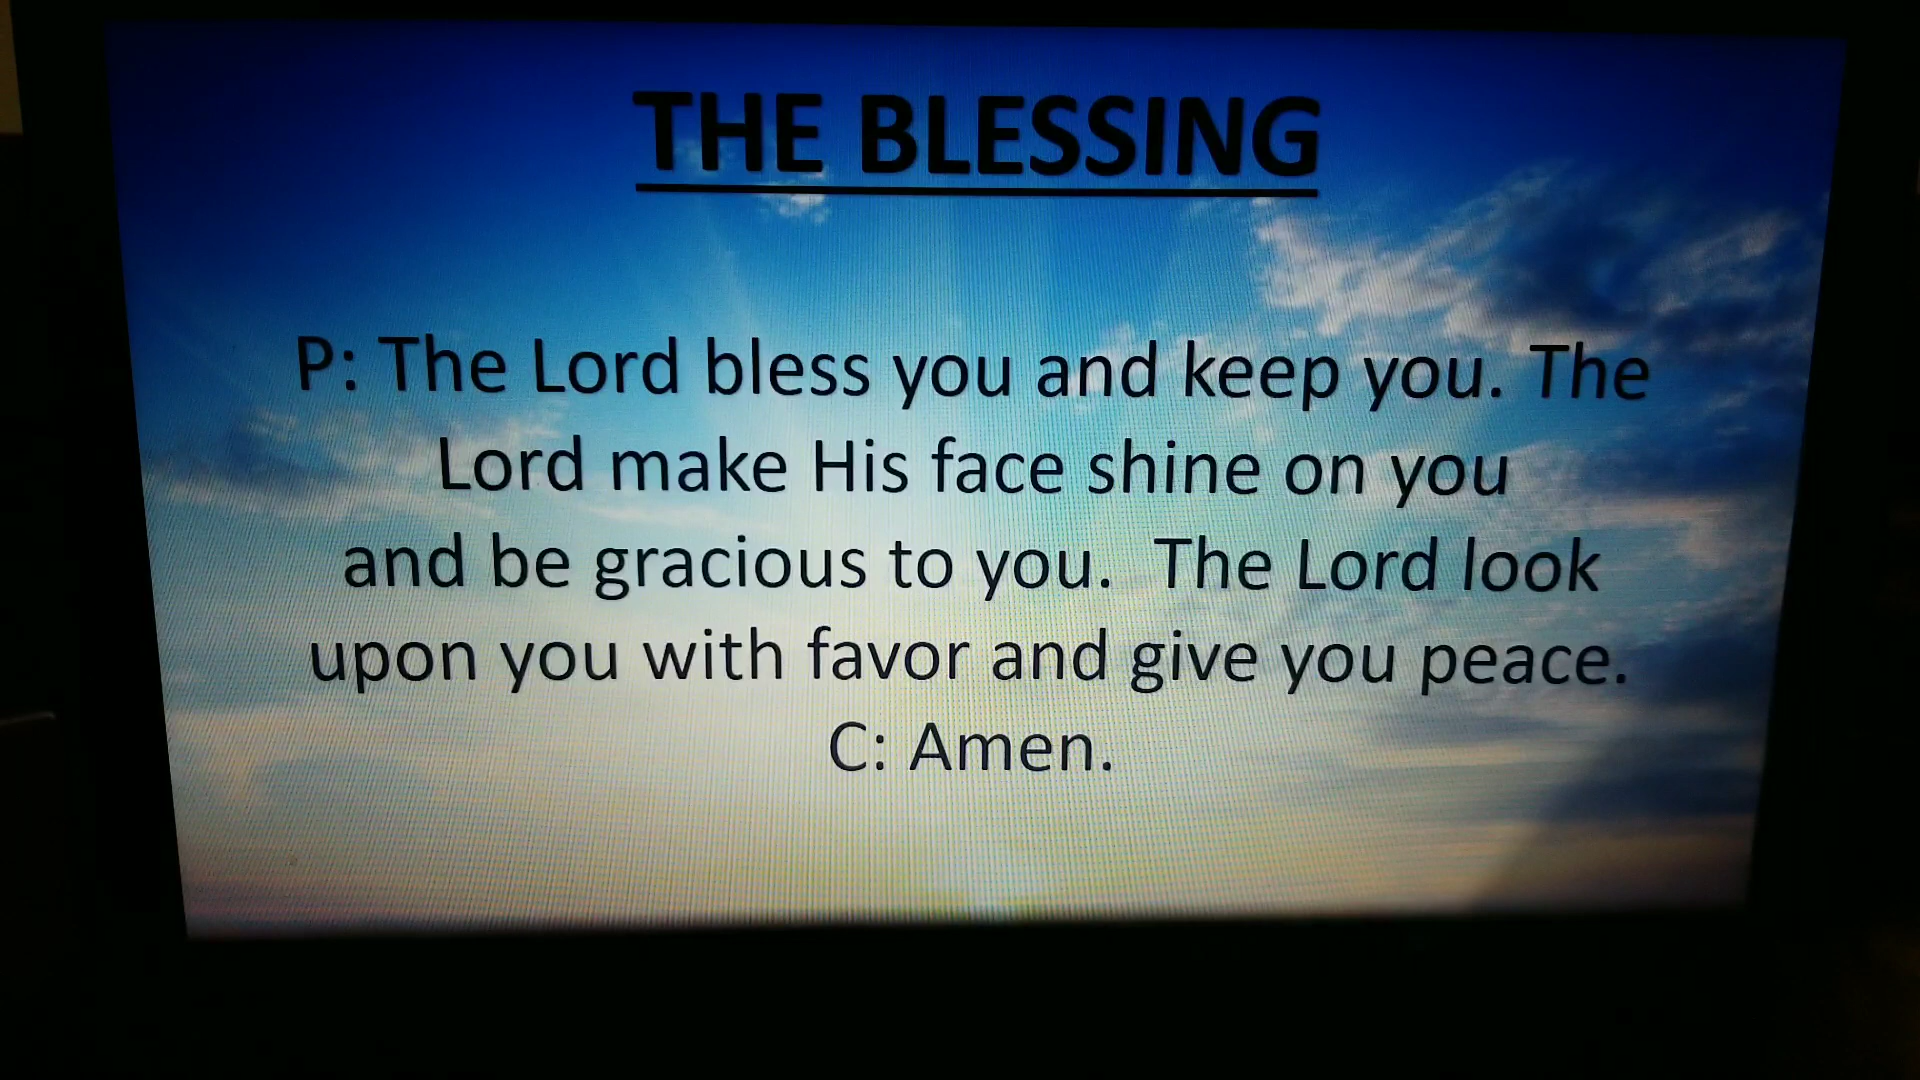 THE BLESSING
P: The Lord bless you and keep you. The
Lord make His face shine on you
and be gracious to you.  The Lord look
upon you with favor and give you peace.
C: Amen.